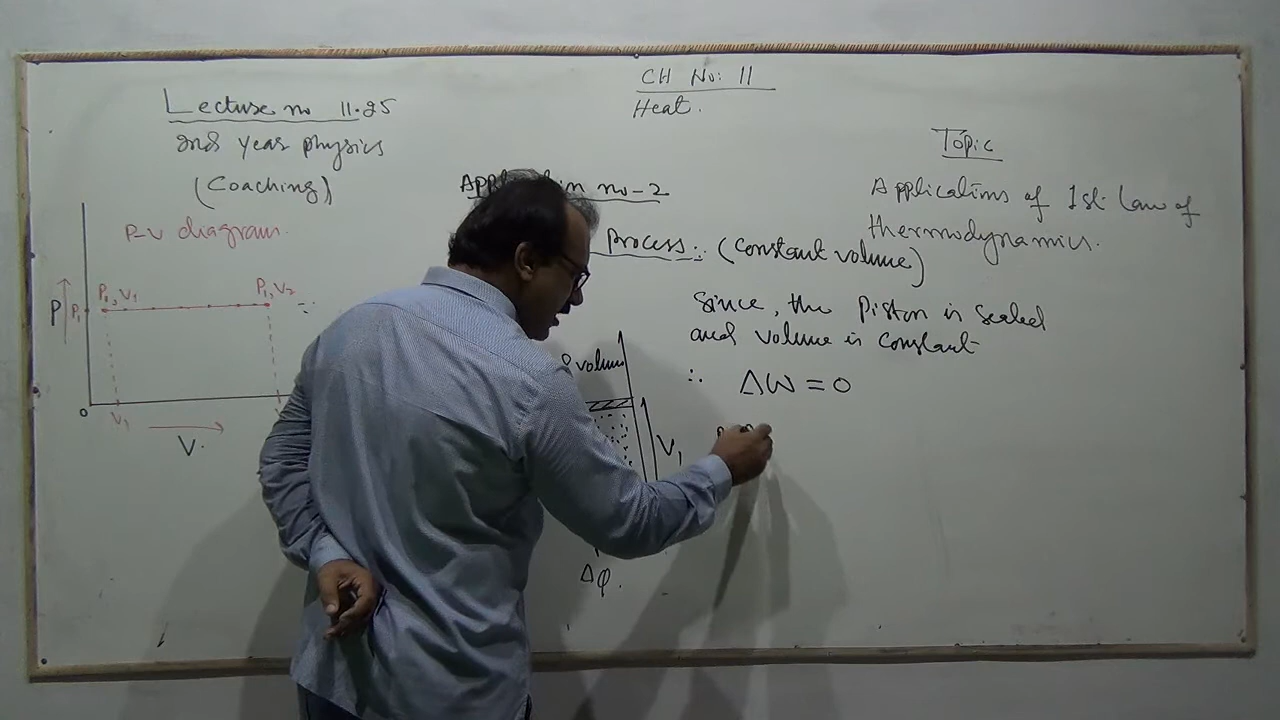 CH No: 11
Heat.
Lecture no 11.25
2nd year physics
(Coaching)
Topic
Applications of 1st Law of
thermodynamics.
P-V diagram.
P₁,V₁
P₁,V₂
P
P₁
0
V₁
V.
no-2
Process:: (constant volume)
Since, the Piston is sealed
and volume is constant
∴ ΔW = 0
volume
V₁
ΔQ.